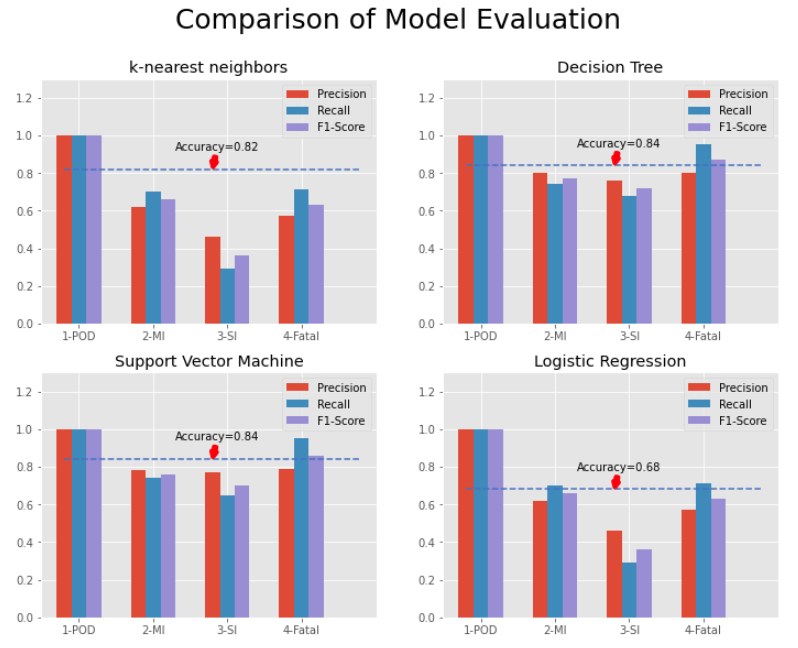 Comparison of Model Evaluation
k-nearest neighbors
1.2
1.0
0.8
0.6
0.4
0.2
0.0
Precision
Recall
F1-Score
Accuracy=0.82
1-POD 2-MI 3-SI 4-Fatal
Decision Tree
1.2
1.0
0.8
0.6
0.4
0.2
0.0
Precision
Recall
F1-Score
Accuracy=0.84
1-POD 2-MI 3-SI 4-Fatal
Support Vector Machine
1.2
1.0
0.8
0.6
0.4
0.2
0.0
Precision
Recall
F1-Score
Accuracy=0.84
1-POD 2-MI 3-SI 4-Fatal
Logistic Regression
1.2
1.0
0.8
0.6
0.4
0.2
0.0
Precision
Recall
F1-Score
Accuracy=0.68
1-POD 2-MI 3-SI 4-Fatal